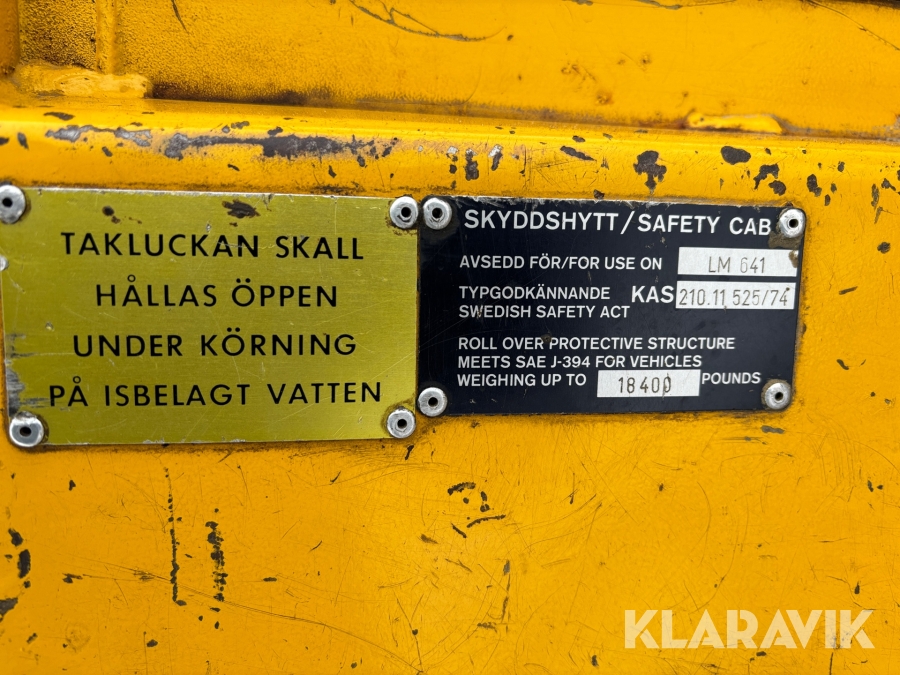 TAKLUCKAN SKALL
HÅLLAS ÖPPEN
UNDER KÖRNING
PÅ ISBELAGT VATTEN
SKYDDSHYTT/SAFETY CAB
AVSEDD FÖR/FOR USE ON LM 641
TYPGODKÄNNANDE KAS 210.11 525/74
SWEDISH SAFETY ACT
ROLL OVER PROTECTIVE STRUCTURE
MEETS SAE J-394 FOR VEHICLES
WEIGHING UP TO 18400 POUNDS
KLARAVIK